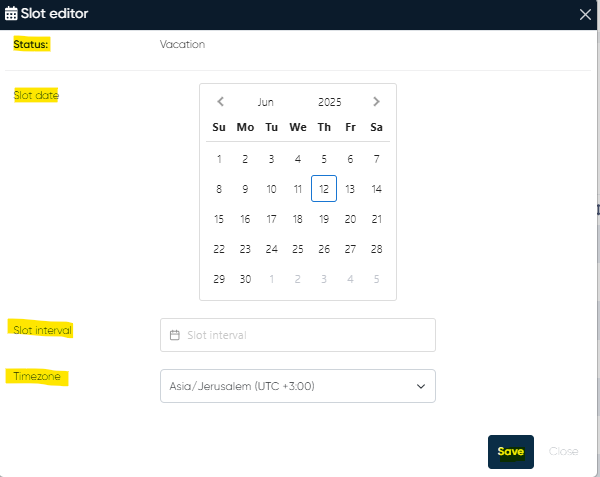 Slot editor
Status: Vacation
Slot date
Jun 2025
Su Mo Tu We Th Fr Sa
1 2 3 4 5 6 7
8 9 10 11 12 13 14
15 16 17 18 19 20 21
22 23 24 25 26 27 28
29 30 1 2 3 4 5
Slot interval Slot interval
Timezone Asia/Jerusalem (UTC +3:00)
Save Close